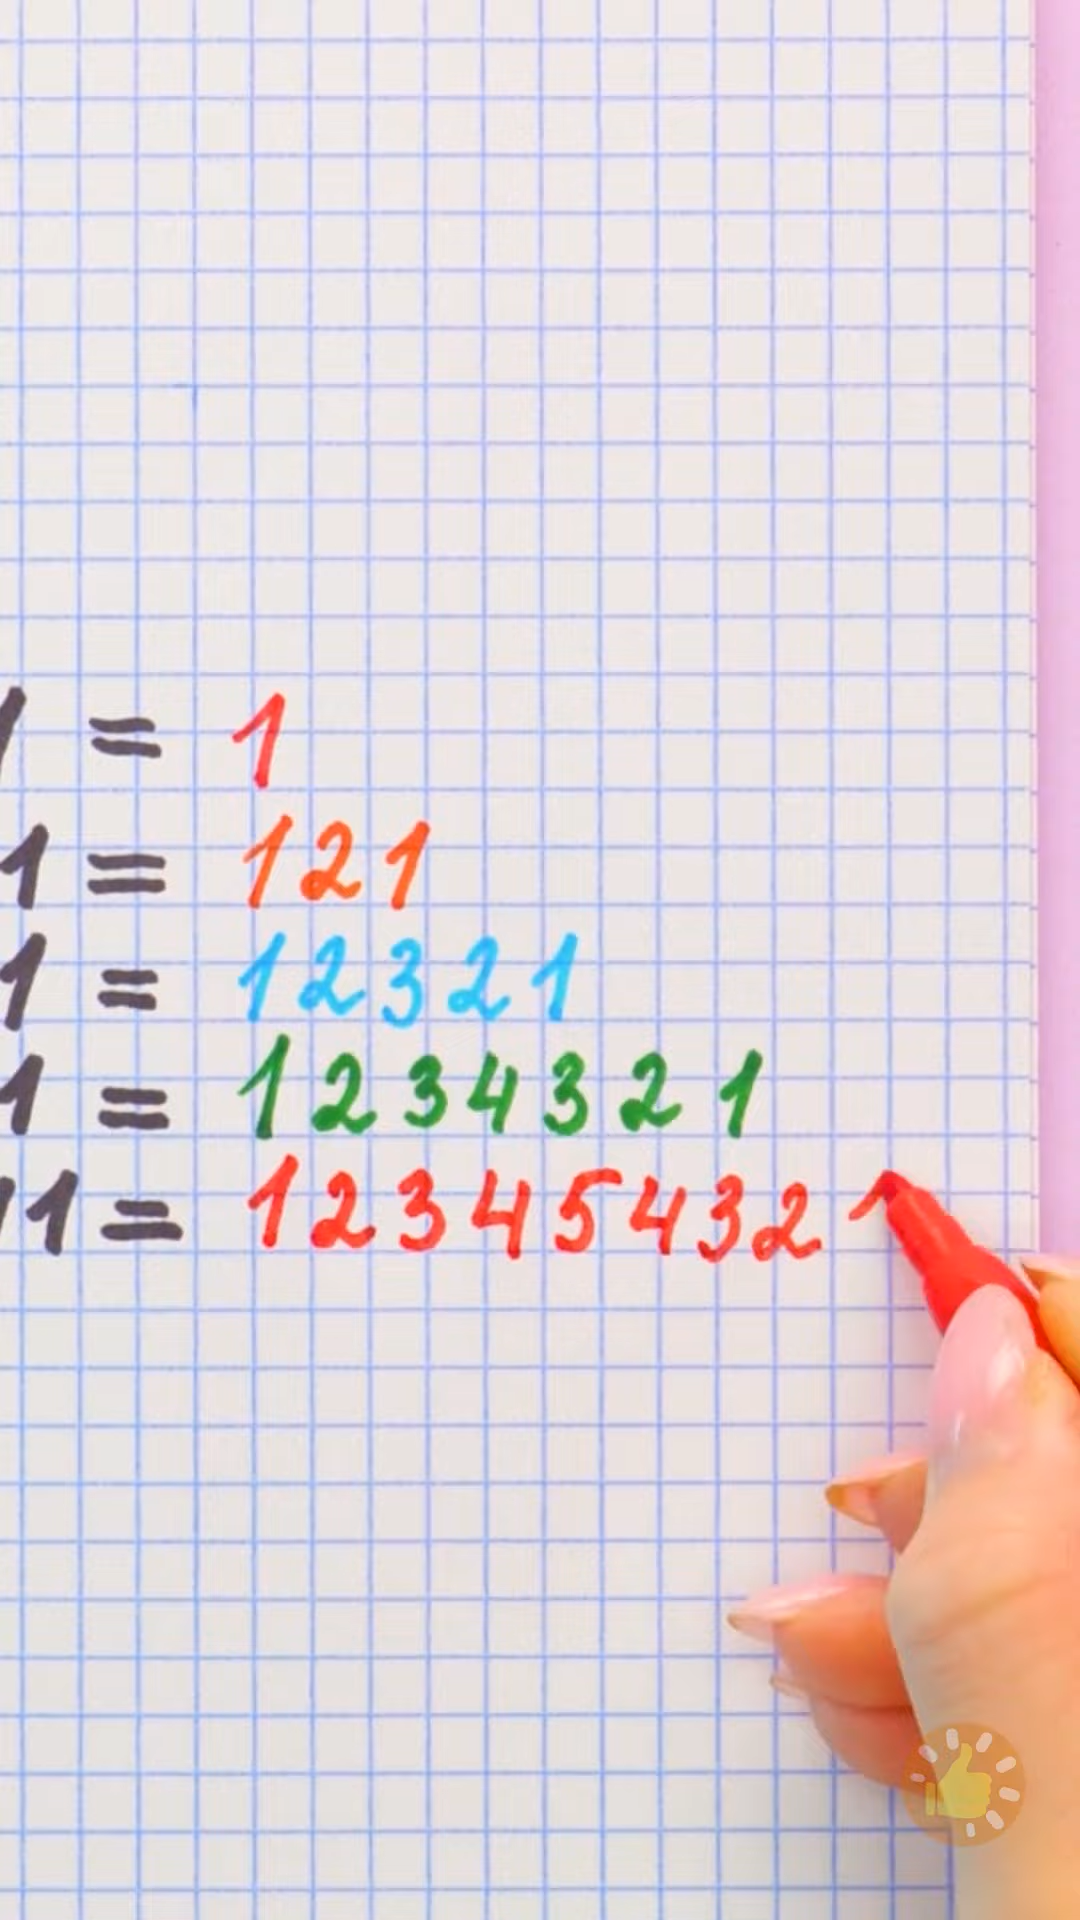 1 = 1
1 = 121
1 = 12321
1 = 1234321
11 = 123454321